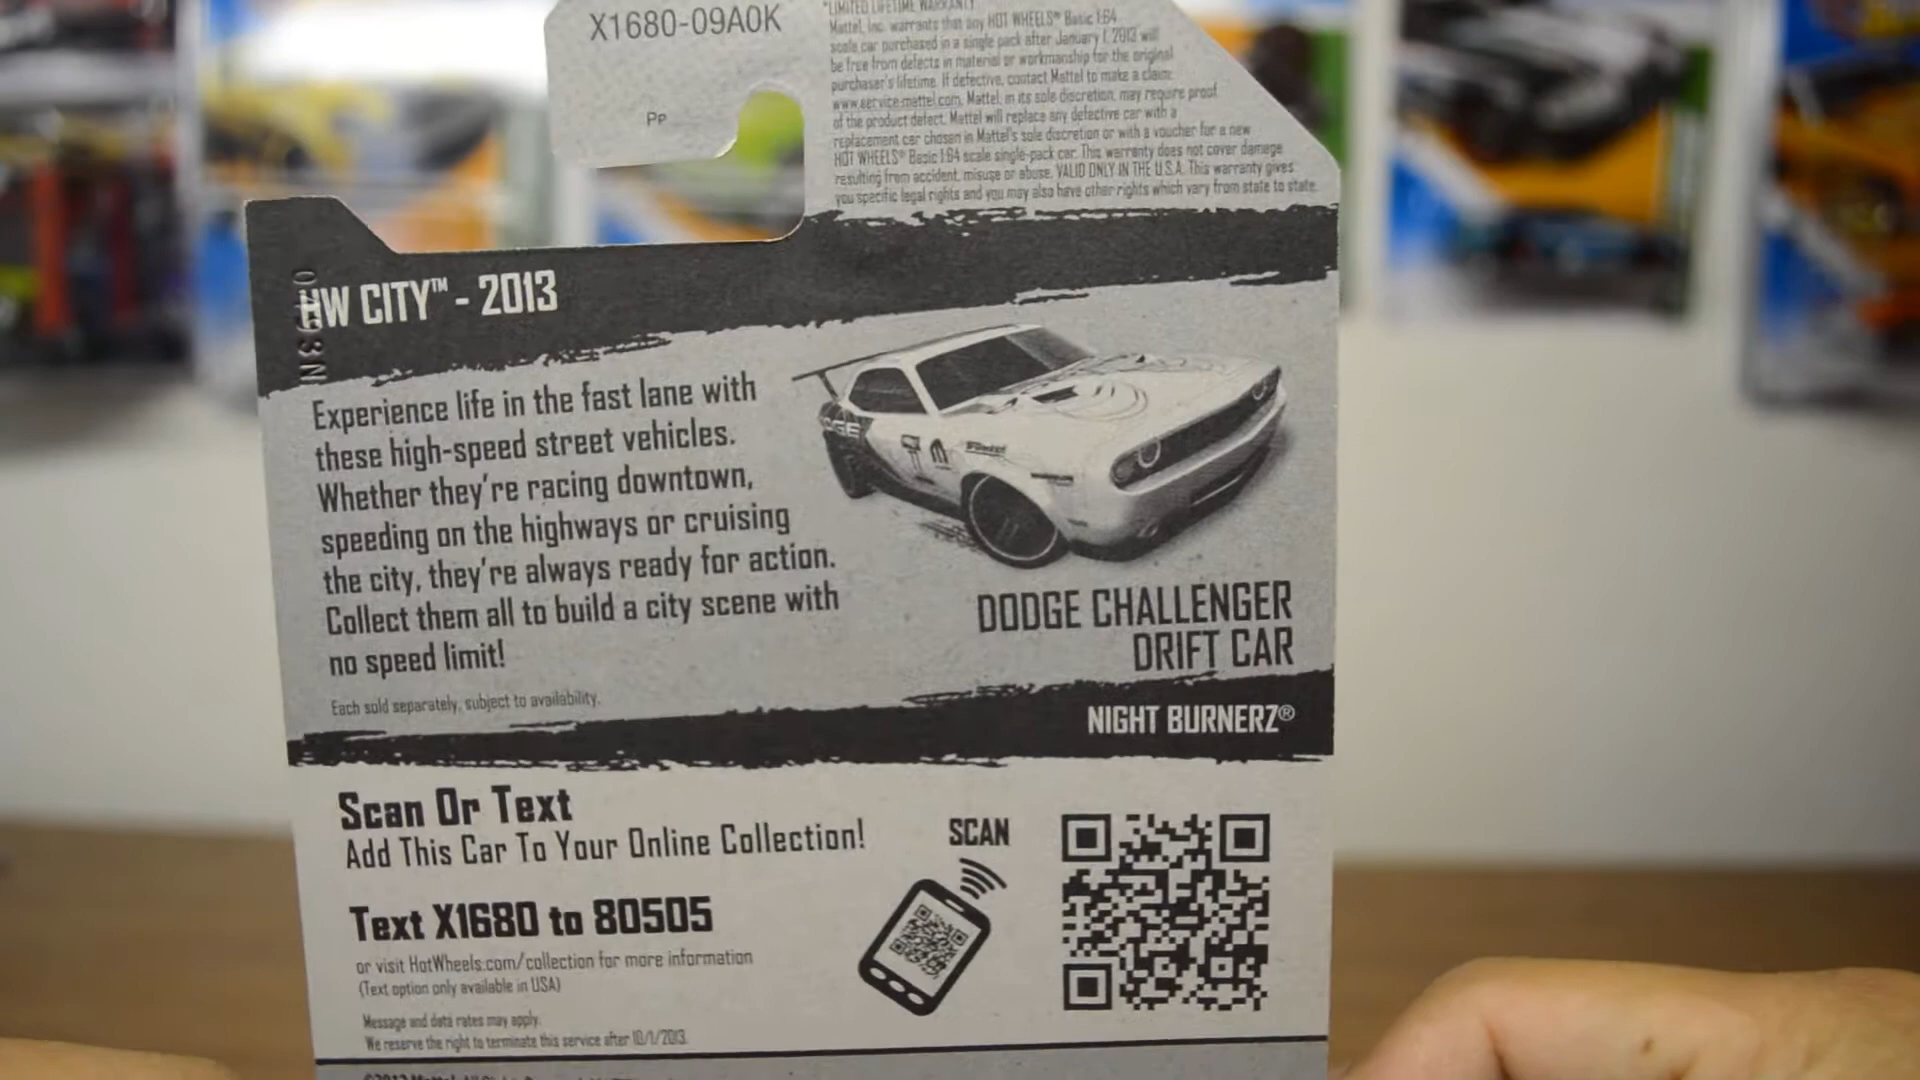 X1680-09A0K
Pp
*LIMITED LIFETIME WARRANTY
Mattel, Inc. warrants that any HOT WHEELS® Basic 1:64
scale car purchased in a single pack after January 1, 2013 will
be free from defects in material or workmanship for the original
purchaser's lifetime. If defective, contact Mattel to make a claim:
www.service.mattel.com. Mattel, in its sole discretion, may require proof
of the product defect. Mattel will replace any defective car with a
replacement car chosen in Mattel's sole discretion or with a voucher for a new
HOT WHEELS® Basic 1:64 scale single-pack car. This warranty does not cover damage
resulting from accident, misuse or abuse. VALID ONLY IN THE U.S.A. This warranty gives
you specific legal rights and you may also have other rights which vary from state to state.
HW CITY™ - 2013
Experience life in the fast lane with
these high-speed street vehicles.
Whether they're racing downtown,
speeding on the highways or cruising
the city, they're always ready for action.
Collect them all to build a city scene with
no speed limit!
Each sold separately, subject to availability.
DODGE CHALLENGER
DRIFT CAR
NIGHT BURNERZ®
Scan Or Text
Add This Car To Your Online Collection!
SCAN
Text X1680 to 80505
or visit HotWheels.com/collection for more information
(Text option only available in USA)
Message and data rates may apply.
We reserve the right to terminate this service after 10/1/2013.